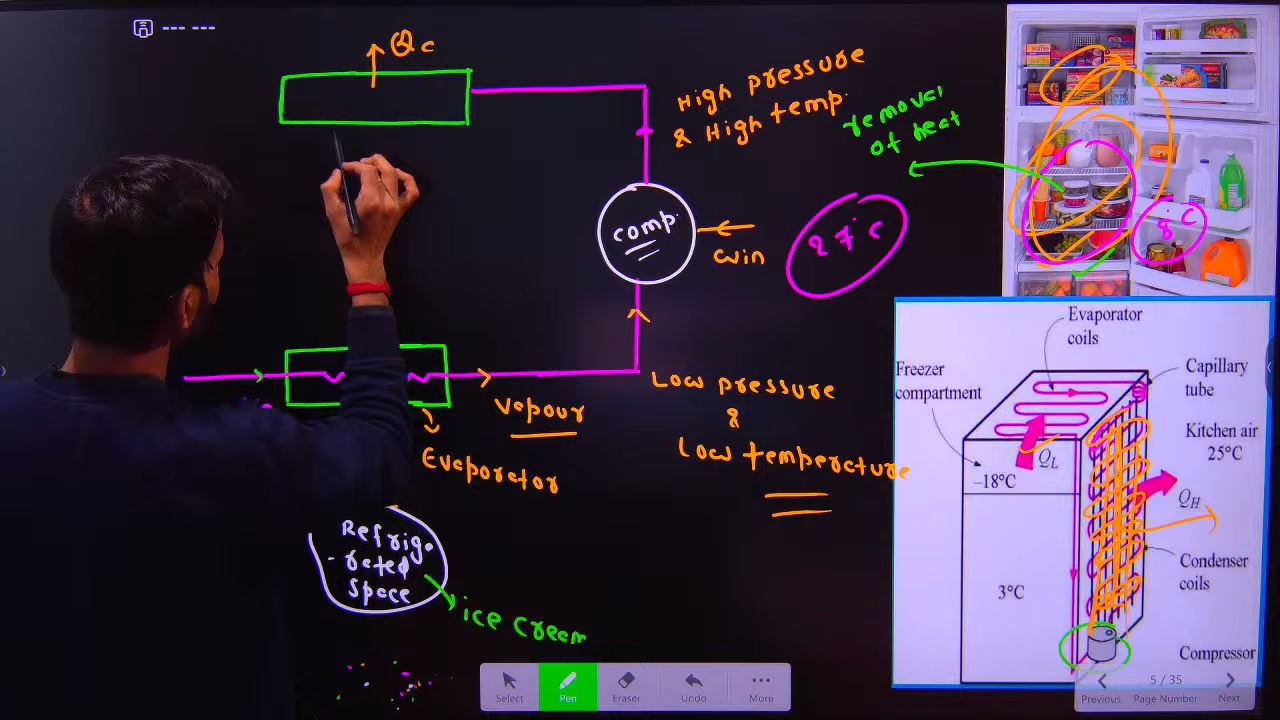 Qc
High pressure
& High temp.
removal
of heat
comp.
Win
27°c
8°c
Low pressure
&
Low temperature
Vapour
Evaporator
Refrige
-rated
Space
ice cream
Evaporator
coils
Freezer
compartment
Capillary
tube
Kitchen air
25°C
QL
-18°C
QH
Condenser
coils
3°C
Compressor
Select
Pen
Eraser
Undo
More
5 / 35
Previous
Page Number
Next